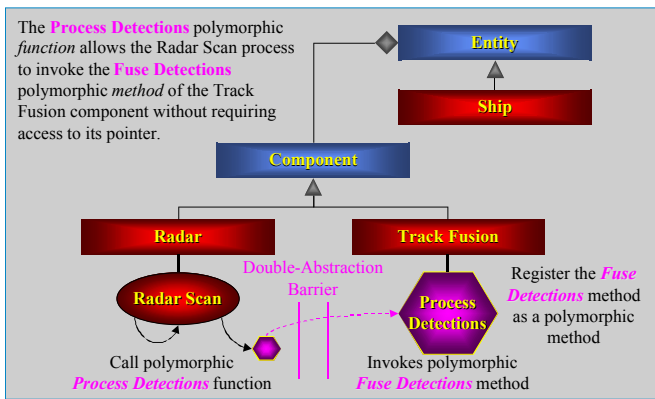 The Process Detections polymorphic
function allows the Radar Scan process
to invoke the Fuse Detections
polymorphic method of the Track
Fusion component without requiring
access to its pointer.
Entity
Ship
Component
Radar
Track Fusion
Double-Abstraction
Barrier
Radar Scan
Process
Detections
Register the Fuse
Detections method
as a polymorphic
method
Call polymorphic
Process Detections function
Invokes polymorphic
Fuse Detections method